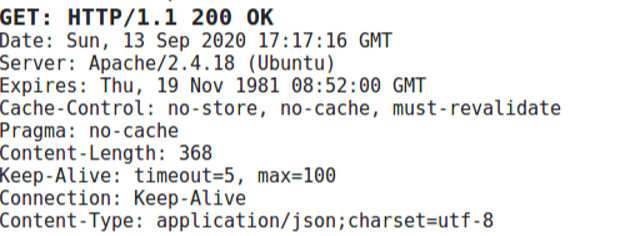 GET: HTTP/1.1 200 OK
Date: Sun, 13 Sep 2020 17:17:16 GMT
Server: Apache/2.4.18 (Ubuntu)
Expires: Thu, 19 Nov 1981 08:52:00 GMT
Cache-Control: no-store, no-cache, must-revalidate
Pragma: no-cache
Content-Length: 368
Keep-Alive: timeout=5, max=100
Connection: Keep-Alive
Content-Type: application/json;charset=utf-8